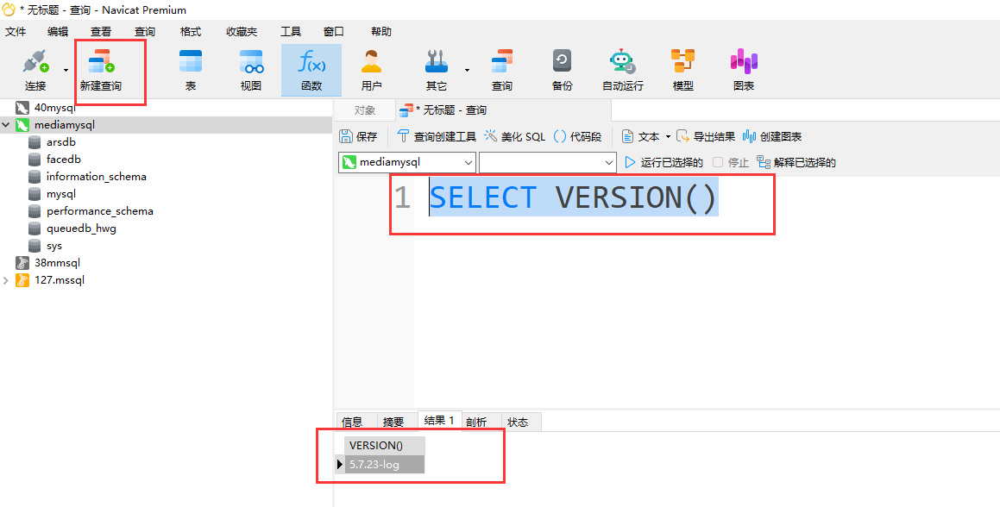 * 无标题 - 查询 - Navicat Premium
文件 编辑 查看 查询 格式 收藏夹 工具 窗口 帮助
连接 新建查询 表 视图 函数 用户 其它 查询 备份 自动运行 模型 图表
40mysql
mediamysql
arsdb
facedb
information_schema
mysql
performance_schema
queuedb_hwg
sys
38mmsql
127.mssql
对象 * 无标题 - 查询
保存 查询创建工具 美化 SQL () 代码段 文本 导出结果 创建图表
mediamysql 运行已选择的 停止 解释已选择的
1 SELECT VERSION()
信息 摘要 结果 1 剖析 状态
VERSION()
5.7.23-log